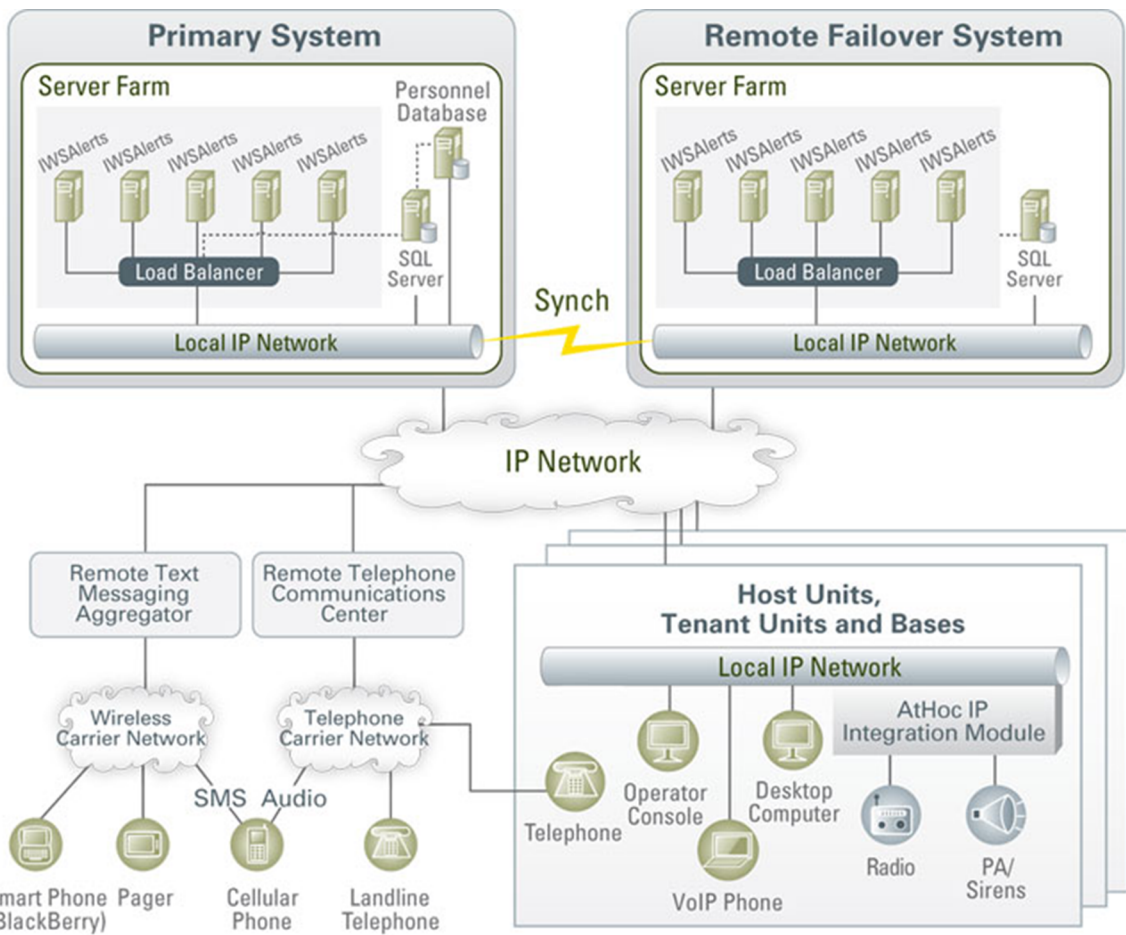 Primary System
Server Farm
Personnel
Database
IWSAlerts
IWSAlerts
IWSAlerts
IWSAlerts
IWSAlerts
Load Balancer
SQL
Server
Local IP Network
Synch
Remote Failover System
Server Farm
IWSAlerts
IWSAlerts
IWSAlerts
IWSAlerts
IWSAlerts
Load Balancer
SQL
Server
Local IP Network
IP Network
Remote Text
Messaging
Aggregator
Remote Telephone
Communications
Center
Wireless
Carrier Network
Telephone
Carrier Network
SMS
Audio
mart Phone
BlackBerry)
Pager
Cellular
Phone
Landline
Telephone
Host Units,
Tenant Units and Bases
Local IP Network
AtHoc IP
Integration Module
Telephone
Operator
Console
VoIP Phone
Desktop
Computer
Radio
PA/
Sirens